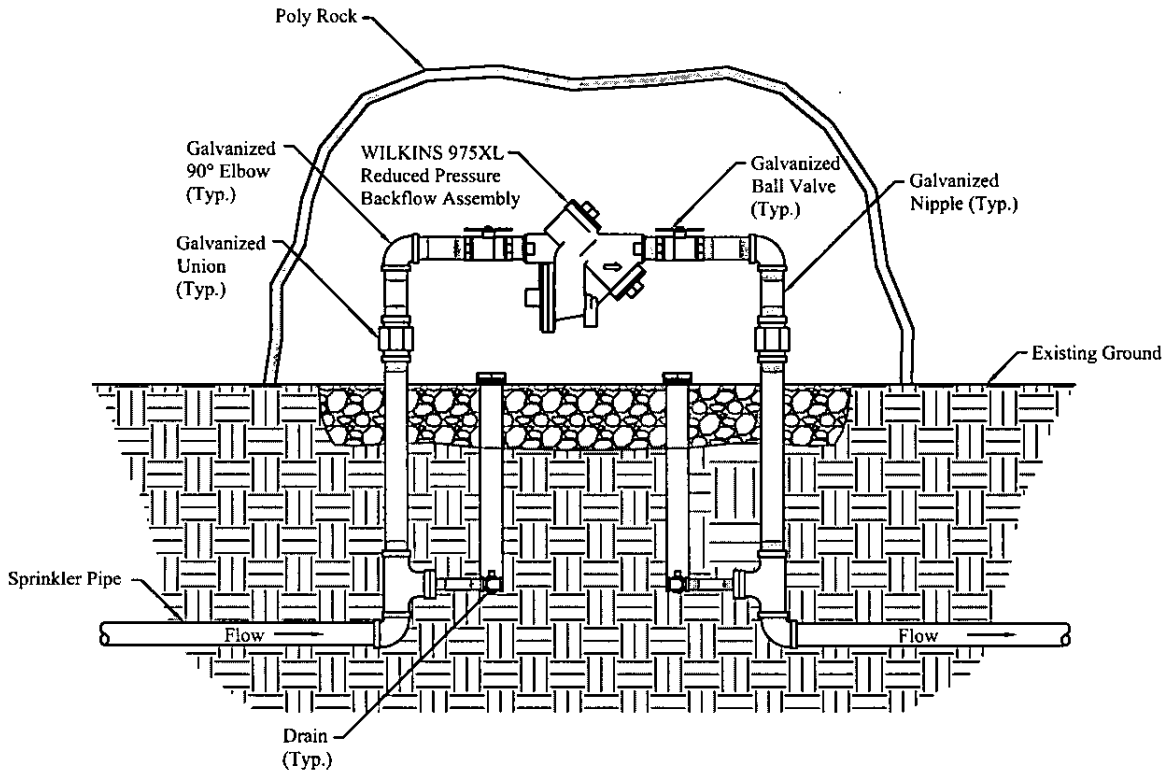 Poly Rock
Galvanized
90° Elbow
(Typ.)
WILKINS 975XL
Reduced Pressure
Backflow Assembly
Galvanized
Ball Valve
(Typ.)
Galvanized
Nipple (Typ.)
Galvanized
Union
(Typ.)
Existing Ground
Sprinkler Pipe
Flow
Flow
Drain
(Typ.)